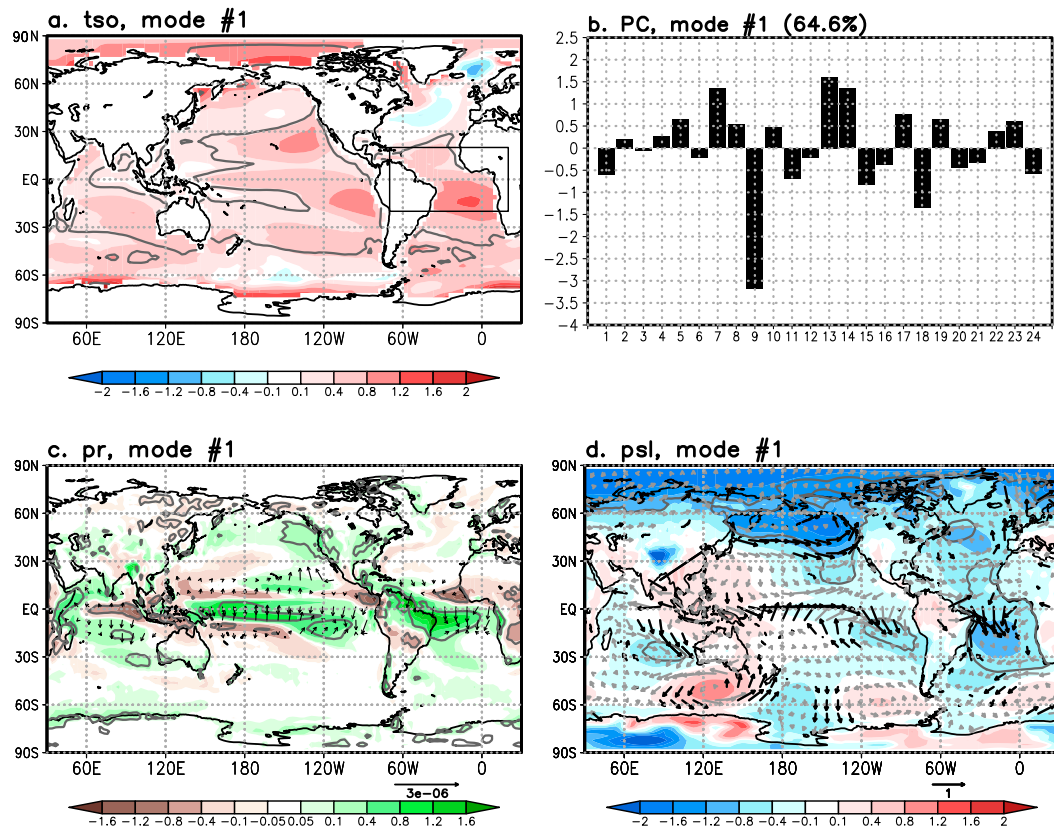 a. tso, mode #1
90N
60N
30N
EQ
30S
60S
90S
60E 120E 180 120W 60W 0
-2 -1.6 -1.2 -0.8 -0.4 -0.1 0.1 0.4 0.8 1.2 1.6 2
b. PC, mode #1 (64.6%)
2.5
2
1.5
1
0.5
0
-0.5
-1
-1.5
-2
-2.5
-3
-3.5
-4
1 2 3 4 5 6 7 8 9 10 11 12 13 14 15 16 17 18 19 20 21 22 23 24
c. pr, mode #1
90N
60N
30N
EQ
30S
60S
90S
60E 120E 180 120W 60W 0
3e-06
-1.6 -1.2 -0.8 -0.4 -0.1 -0.05 0.05 0.1 0.4 0.8 1.2 1.6
d. psl, mode #1
90N
60N
30N
EQ
30S
60S
90S
60E 120E 180 120W 60W 0
1
-2 -1.6 -1.2 -0.8 -0.4 -0.1 0.1 0.4 0.8 1.2 1.6 2